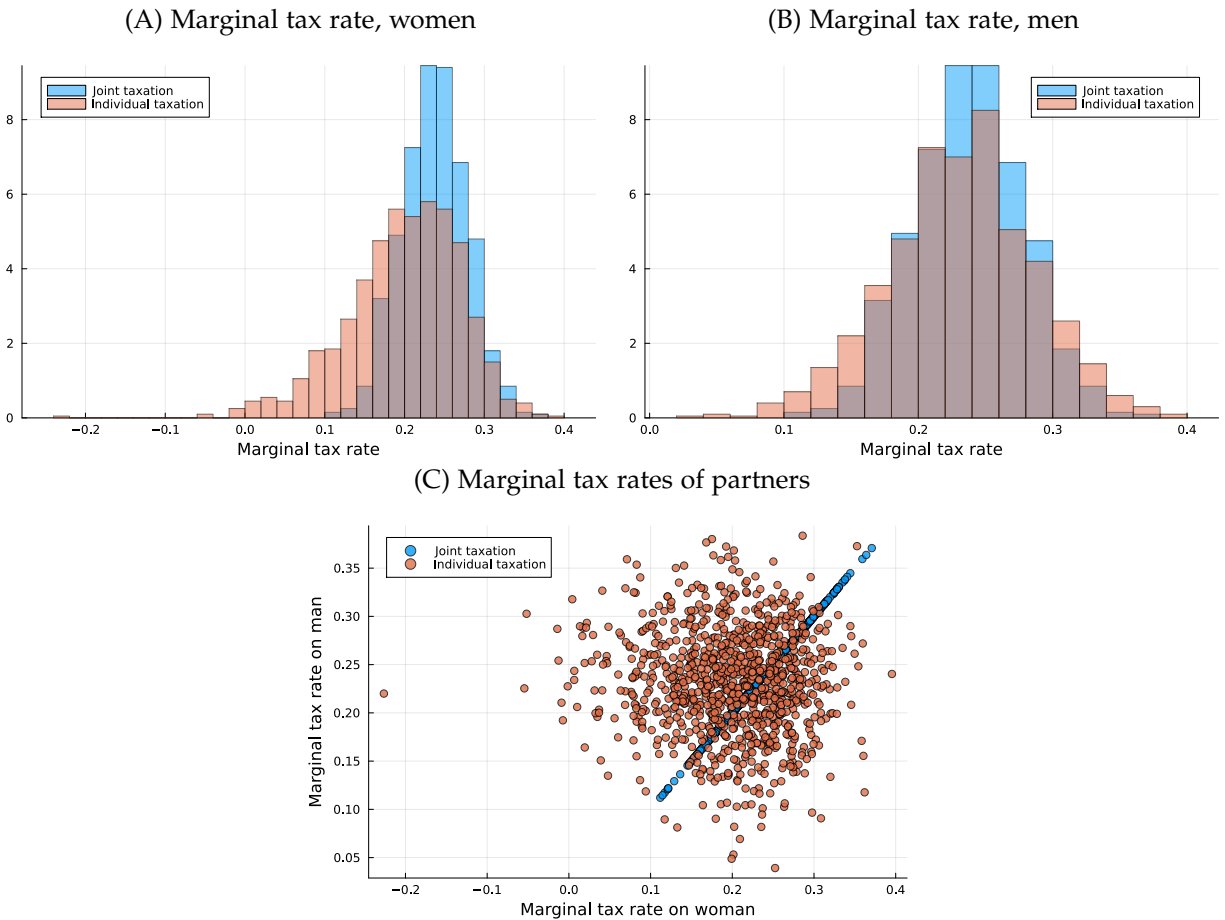 (A) Marginal tax rate, women
Joint taxation
Individual taxation
8
6
4
2
0
−0.2 −0.1 0.0 0.1 0.2 0.3 0.4
Marginal tax rate
(B) Marginal tax rate, men
Joint taxation
Individual taxation
8
6
4
2
0
0.0 0.1 0.2 0.3 0.4
Marginal tax rate
(C) Marginal tax rates of partners
Joint taxation
Individual taxation
Marginal tax rate on man
0.35
0.30
0.25
0.20
0.15
0.10
0.05
−0.2 −0.1 0.0 0.1 0.2 0.3 0.4
Marginal tax rate on woman